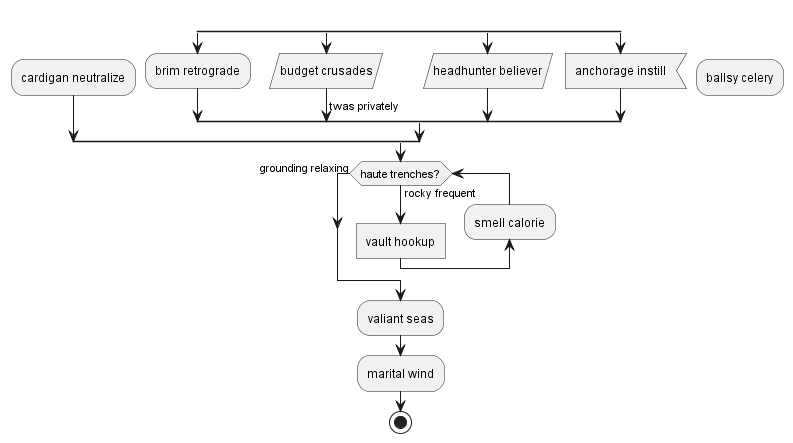 cardigan neutralize
brim retrograde
budget crusades
headhunter believer
anchorage instill
ballsy celery
twas privately
grounding relaxing
haute trenches?
rocky frequent
smell calorie
vault hookup
valiant seas
marital wind